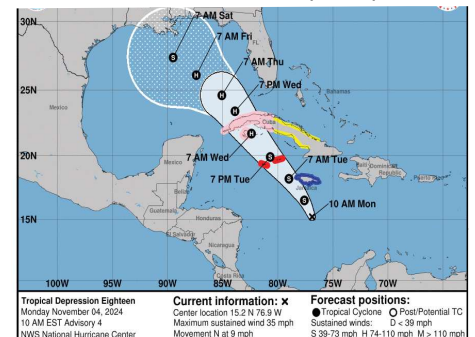 30N
25N
20N
15N
7 AM Sat
7 AM Fri
7 AM Thu
7 PM Wed
7 AM Wed
7 AM Tue
7 PM Tue
10 AM Mon
S
H
H
H
H
S
S
S
X
FL
Mexico
Bahamas
Cuba
Mexico
Belize
Jamaica
Dominican
Republic
Puerto Rico
Guatemala
Honduras
El Salvador
Nicaragua
Costa Rica
100W 95W 90W 85W 80W 75W 70W 65W
Tropical Depression Eighteen
Monday November 04, 2024
10 AM EST Advisory 4
NWS National Hurricane Center
Current information: x
Center location 15.2 N 76.9 W
Maximum sustained wind 35 mph
Movement N at 9 mph
Forecast positions:
Tropical Cyclone Post/Potential TC
Sustained winds: D < 39 mph
S 39-73 mph H 74-110 mph M > 110 mph